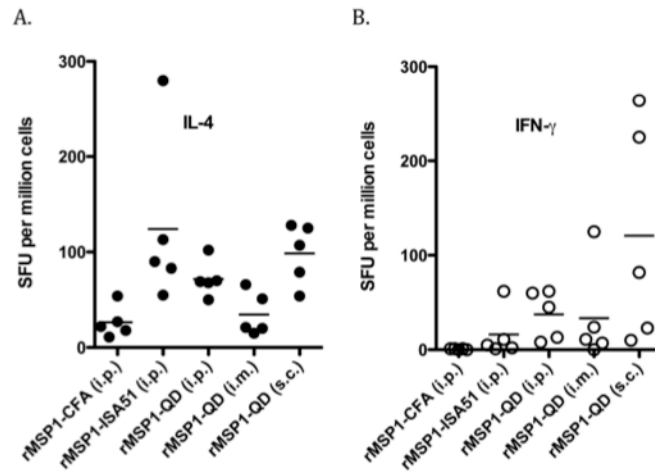 A.
B.
300
200
100
0
SFU per million cells
IL-4
rMSP1-CFA (i.p.)
rMSP1-ISA51 (i.p.)
rMSP1-QD (i.p.)
rMSP1-QD (i.m.)
rMSP1-QD (s.c.)
300
200
100
0
SFU per million cells
IFN-γ
rMSP1-CFA (i.p.)
rMSP1-ISA51 (i.p.)
rMSP1-QD (i.p.)
rMSP1-QD (i.m.)
rMSP1-QD (s.c.)